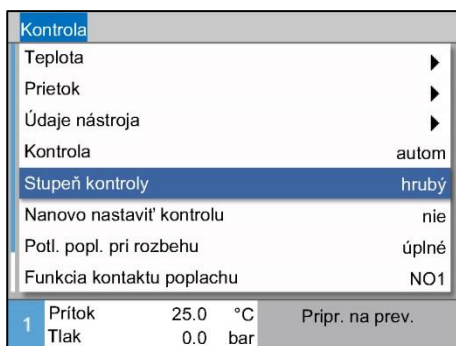 Kontrola
Teplota
Prietok
Údaje nástroja
Kontrola autom
Stupeň kontroly hrubý
Nanovo nastaviť kontrolu nie
Potl. popl. pri rozbehu úplné
Funkcia kontaktu poplachu NO1
1 Prítok 25.0 °C Pripr. na prev.
Tlak 0.0 bar